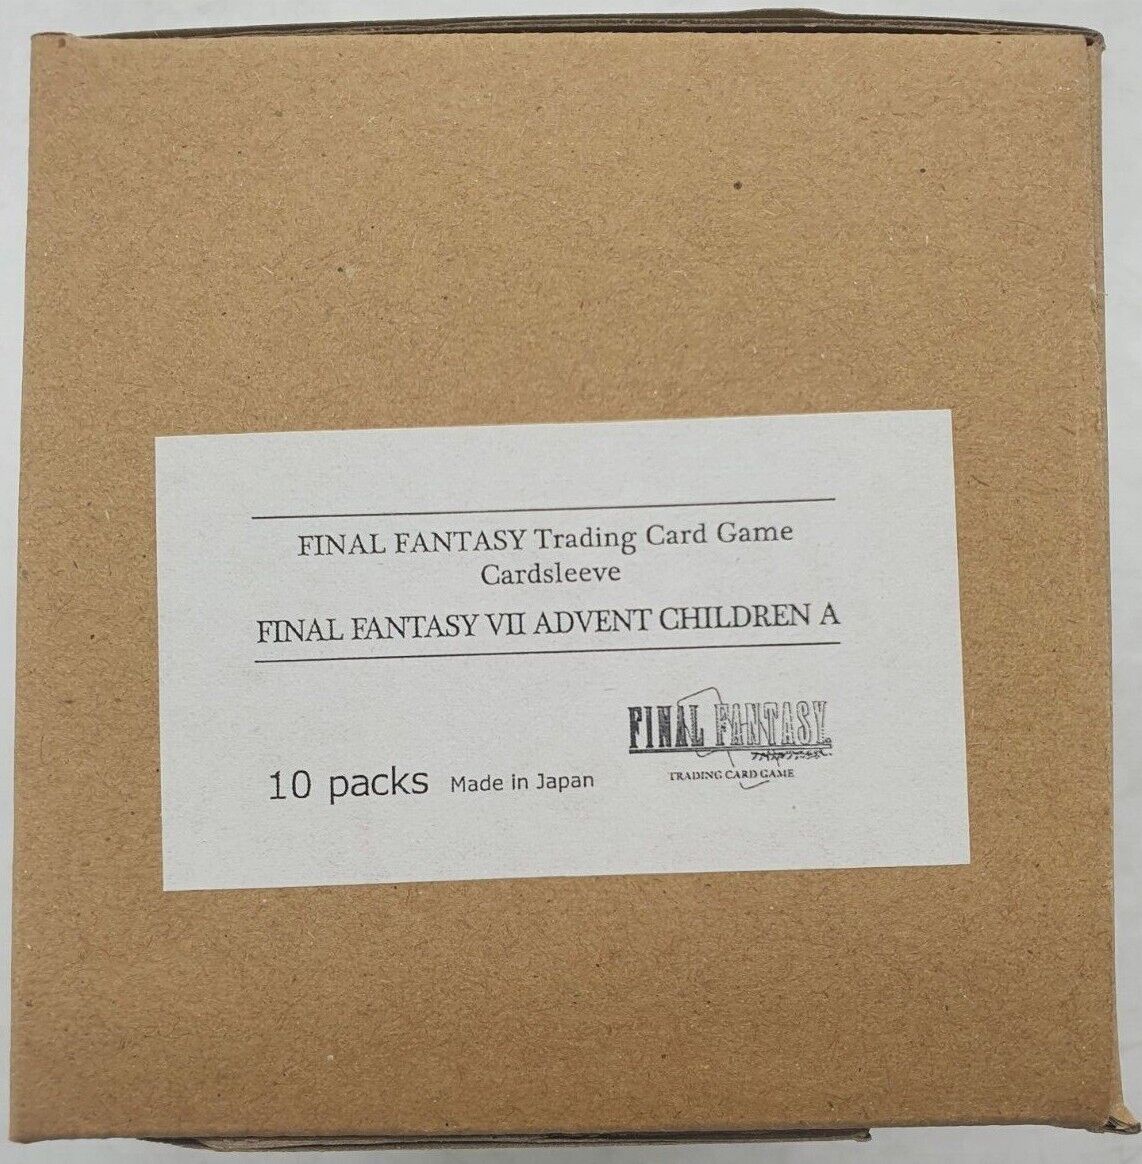 FINAL FANTASY Trading Card Game
Cardsleeve
FINAL FANTASY VII ADVENT CHILDREN A
FINAL FANTASY
TRADING CARD GAME
10 packs Made in Japan